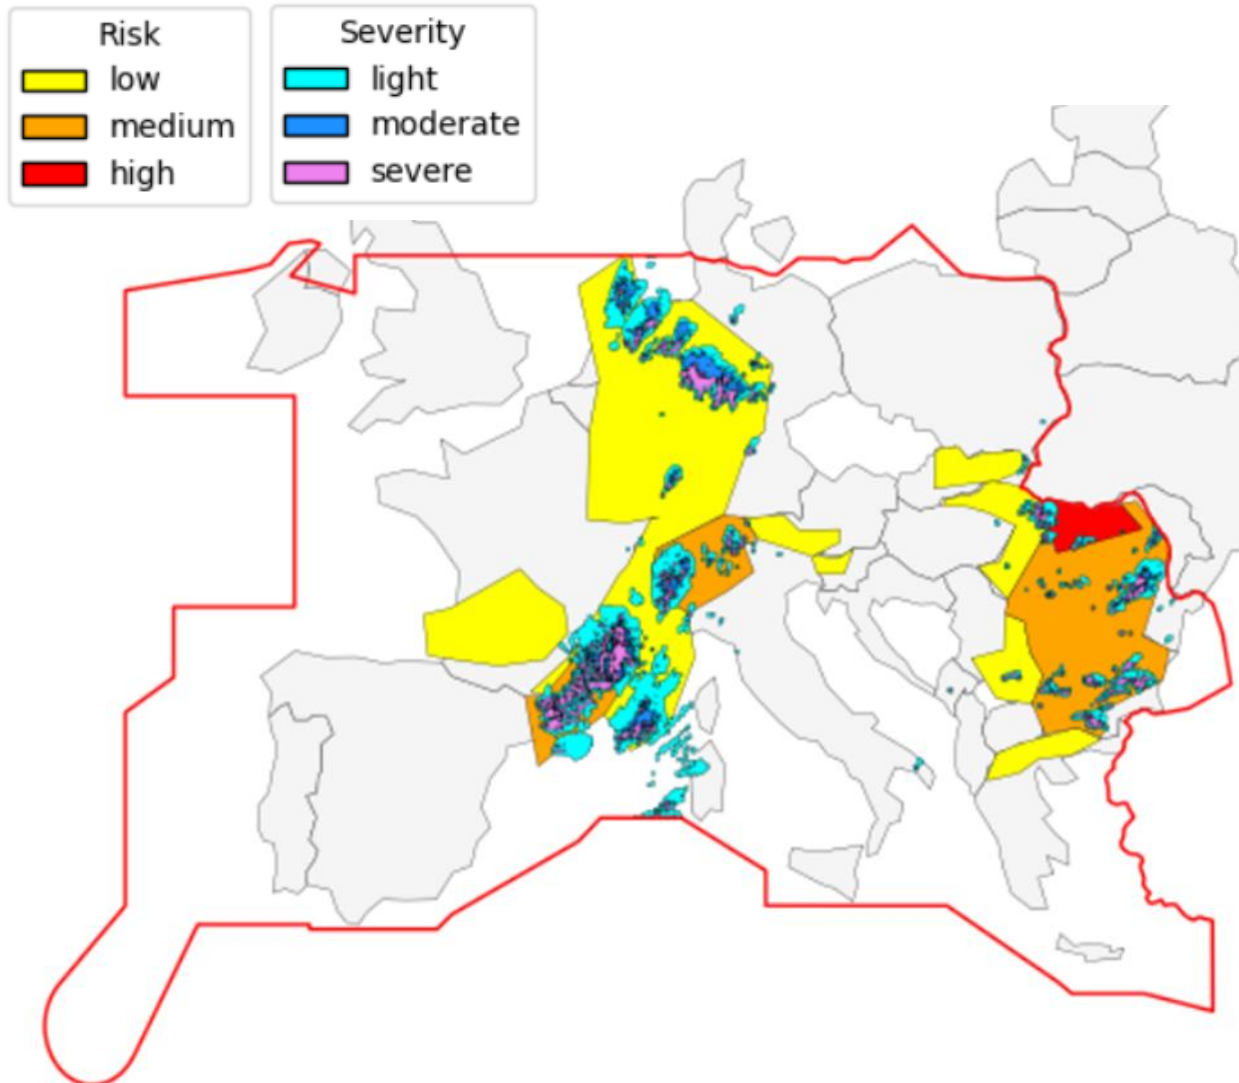 Risk
low
medium
high
Severity
light
moderate
severe